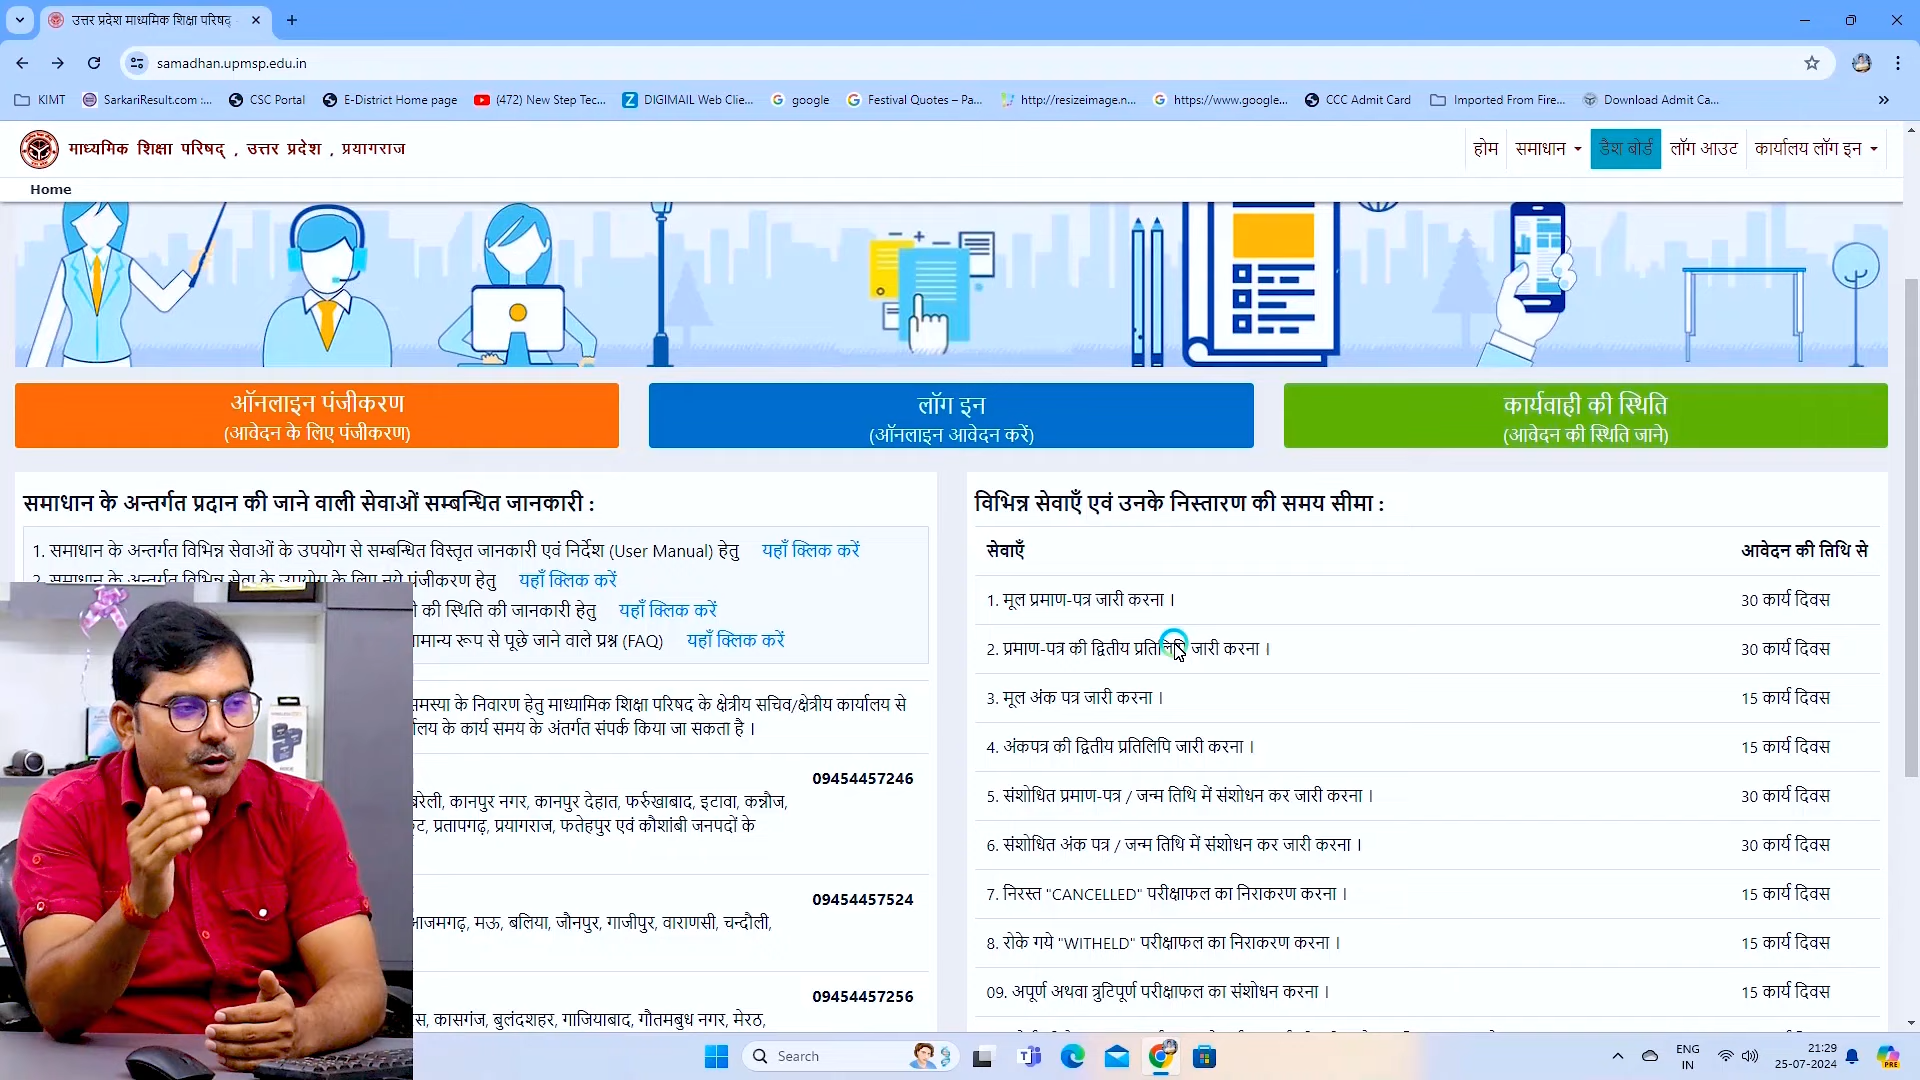 उत्तर प्रदेश माध्यमिक शिक्षा परिषद्
samadhan.upmsp.edu.in
KIMT
SarkariResult.com :...
CSC Portal
E-District Home page
(472) New Step Tec...
DIGIMAIL Web Clie...
google
Festival Quotes – Pa...
http://resizeimage.n...
https://www.google...
CCC Admit Card
Imported From Fire...
Download Admit Ca...
माध्यमिक शिक्षा परिषद् , उत्तर प्रदेश , प्रयागराज
होम
समाधान
डैश बोर्ड
लॉग आउट
कार्यालय लॉग इन
Home
ऑनलाइन पंजीकरण
(आवेदन के लिए पंजीकरण)
लॉग इन
(ऑनलाइन आवेदन करें)
कार्यवाही की स्थिति
(आवेदन की स्थिति जाने)
समाधान के अन्तर्गत प्रदान की जाने वाली सेवाओं सम्बन्धित जानकारी :
1. समाधान के अन्तर्गत विभिन्न सेवाओं के उपयोग से सम्बन्धित विस्तृत जानकारी एवं निर्देश (User Manual) हेतु यहाँ क्लिक करें
2. समाधान के अन्तर्गत विभिन्न सेवा के उपयोग के लिए नये पंजीकरण हेतु यहाँ क्लिक करें
की स्थिति की जानकारी हेतु यहाँ क्लिक करें
रूप से पूछे जाने वाले प्रश्न (FAQ) यहाँ क्लिक करें
के निवारण हेतु माध्यामिक शिक्षा परिषद के क्षेत्रीय सचिव/क्षेत्रीय कार्यालय से
के कार्य समय के अंतर्गत संपर्क किया जा सकता है ।
09454457246
कानपुर नगर, कानपुर देहात, फर्रुखाबाद, इटावा, कन्नौज,
प्रतापगढ़, प्रयागराज, फतेहपुर एवं कौशांबी जनपदों के
09454457524
मऊ, बलिया, जौनपुर, गाजीपुर, वाराणसी, चन्दौली,
09454457256
कासगंज, बुलंदशहर, गाजियाबाद, गौतमबुध नगर, मेरठ,
विभिन्न सेवाएँ एवं उनके निस्तारण की समय सीमा :
सेवाएँ आवेदन की तिथि से
1. मूल प्रमाण-पत्र जारी करना । 30 कार्य दिवस
2. प्रमाण-पत्र की द्वितीय प्रतिलिपि जारी करना । 30 कार्य दिवस
3. मूल अंक पत्र जारी करना । 15 कार्य दिवस
4. अंकपत्र की द्वितीय प्रतिलिपि जारी करना । 15 कार्य दिवस
5. संशोधित प्रमाण-पत्र / जन्म तिथि में संशोधन कर जारी करना । 30 कार्य दिवस
6. संशोधित अंक पत्र / जन्म तिथि में संशोधन कर जारी करना । 30 कार्य दिवस
7. निरस्त "CANCELLED" परीक्षाफल का निराकरण करना । 15 कार्य दिवस
8. रोके गये "WITHELD" परीक्षाफल का निराकरण करना । 15 कार्य दिवस
09. अपूर्ण अथवा त्रुटिपूर्ण परीक्षाफल का संशोधन करना । 15 कार्य दिवस
Search
ENG
IN
21:29
25-07-2024
PRE